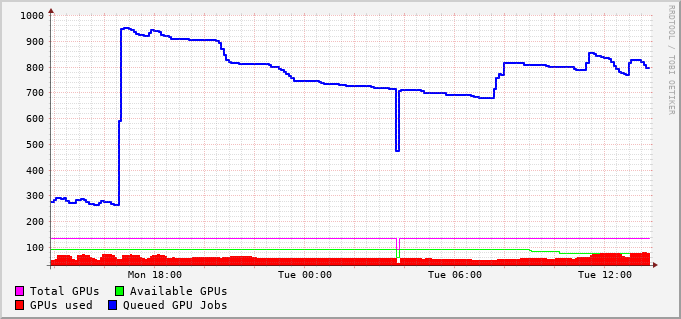 1000
900
800
700
600
500
400
300
200
100
Mon 18:00 Tue 00:00 Tue 06:00 Tue 12:00
Total GPUs Available GPUs
GPUs used Queued GPU Jobs
RRDTOOL / TOBI OETIKER